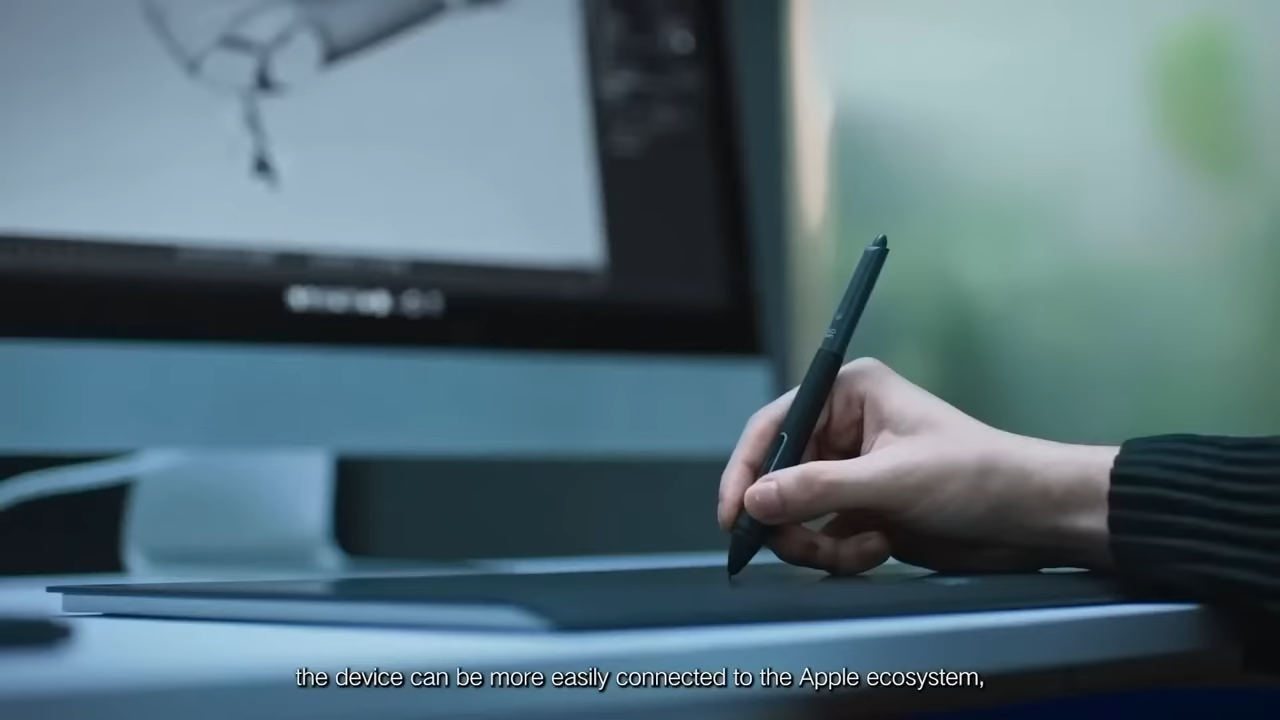 the device can be more easily connected to the Apple ecosystem,